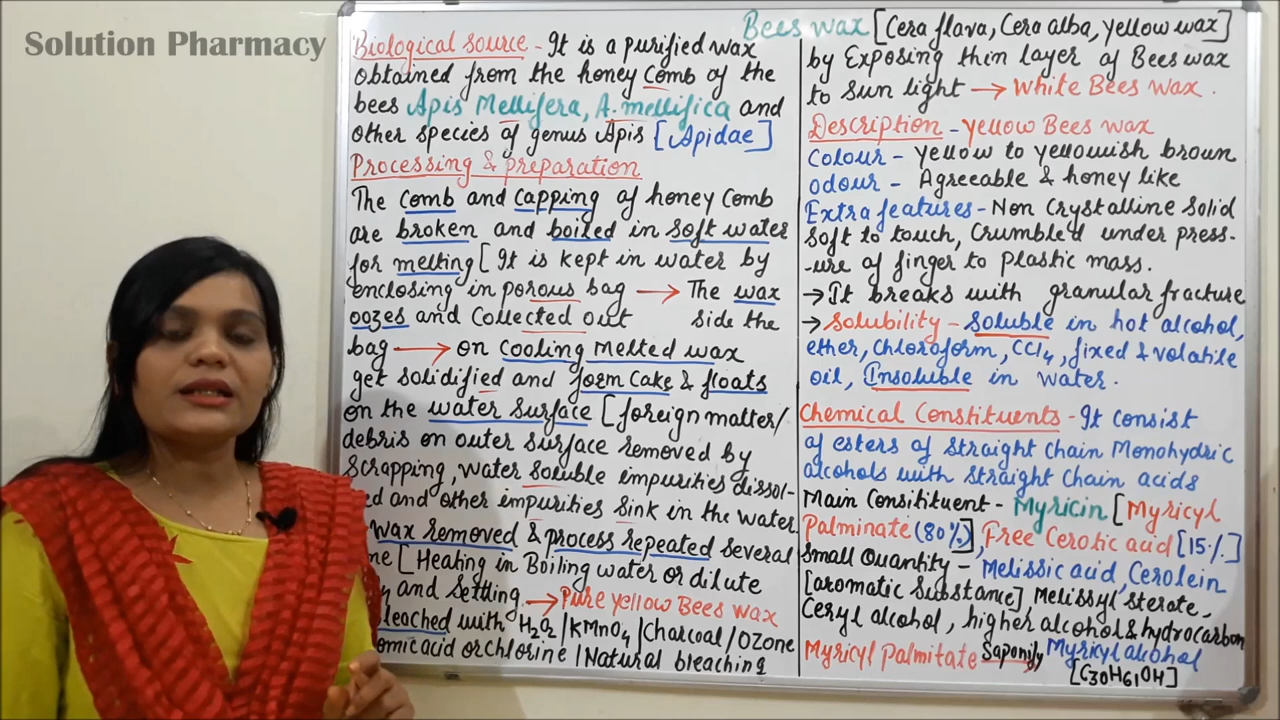 Solution Pharmacy
Bees wax [Cera flava, Cera alba, yellow wax]
Biological source - It is a purified wax
obtained from the honey comb of the
bees Apis Mellifera, A. mellifica and
other species of genus Apis [Apidae]
Processing & preparation
The comb and capping of honey comb
are broken and boiled in soft water
for melting [It is kept in water by
enclosing in porous bag → The wax
oozes and collected out side the
bag → on cooling melted wax
get solidified and form cake & floats
on the water surface [foreign matter/
debris on outer surface removed by
scrapping, water soluble impurities dissol-
ed and other impurities sink in the water
wax removed & process repeated several
me [Heating in Boiling water or dilute
and settling → Pure yellow Bees wax
leached with H2O2/KMnO4/Charcoal/Ozone
omic acid or chlorine/Natural bleaching
by Exposing thin layer of Bees wax
to sun light → White Bees wax.
Description - yellow Bees wax
Colour - yellow to yellowish broun
odour - Agreeable & honey like
Extra features - Non Crystalline solid
soft to touch, Crumbled under press-
-ure of finger to plastic mass.
→ It breaks with granular fracture
→ Solubility - Soluble in hot alcohol,
ether, chloroform, CCl4, fixed & volatile
oil, Insoluble in water.
Chemical Constituents - It consist
of esters of straight chain Monohydric
alcohols with straight chain acids
Main Consitituent - Myricin [Myricyl
Palminate (80%)], Free Cerotic acid [15%]
Small Quantity - Melissic acid, Cerolein
[aromatic Substance], Melissyl sterate,
Ceryl alcohol, higher alcohol & hydrocarbon
Myricyl Palmitate Saponify Myricyl alcohol
[C30H61OH]